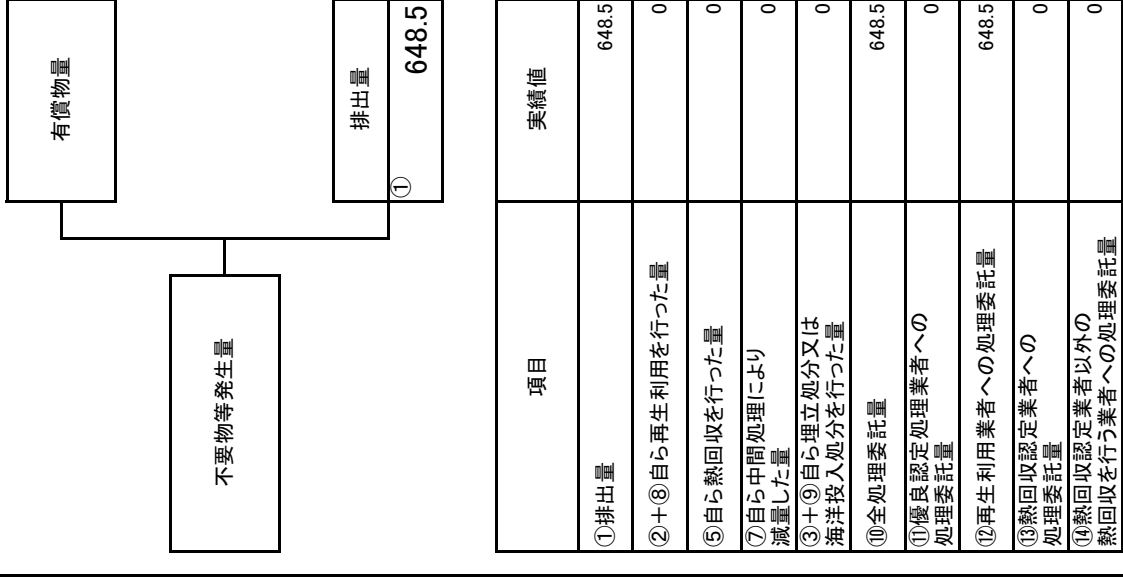 有償物量
不要物等発生量
排出量
①
648.5
項目
実績値
①排出量
648.5
②＋⑧自ら再生利用を行った量
0
⑤自ら熱回収を行った量
0
⑦自ら中間処理により
減量した量
0
③＋⑨自ら埋立処分又は
海洋投入処分を行った量
0
⑩全処理委託量
648.5
⑪優良認定処理業者への
処理委託量
0
⑫再生利用業者への処理委託量
648.5
⑬熱回収認定業者への
処理委託量
0
⑭熱回収認定業者以外の
熱回収を行う業者への処理委託量
0